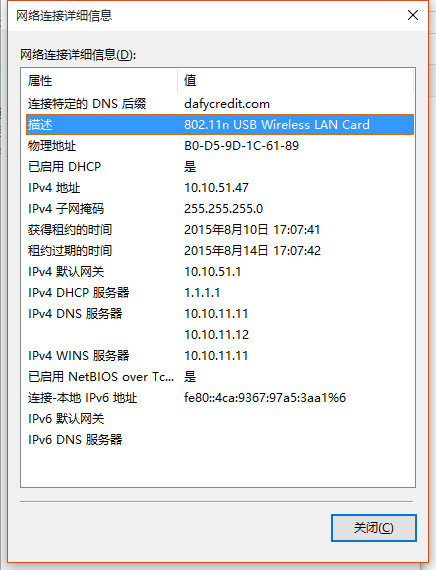 网络连接详细信息
网络连接详细信息(D):
属性 值
连接特定的 DNS 后缀 dafycredit.com
描述 802.11n USB Wireless LAN Card
物理地址 B0-D5-9D-1C-61-89
已启用 DHCP 是
IPv4 地址 10.10.51.47
IPv4 子网掩码 255.255.255.0
获得租约的时间 2015年8月10日 17:07:41
租约过期的时间 2015年8月14日 17:07:42
IPv4 默认网关 10.10.51.1
IPv4 DHCP 服务器 1.1.1.1
IPv4 DNS 服务器 10.10.11.11
10.10.11.12
IPv4 WINS 服务器 10.10.11.11
已启用 NetBIOS over Tc... 是
连接-本地 IPv6 地址 fe80::4ca:9367:97a5:3aa1%6
IPv6 默认网关
IPv6 DNS 服务器
关闭(C)